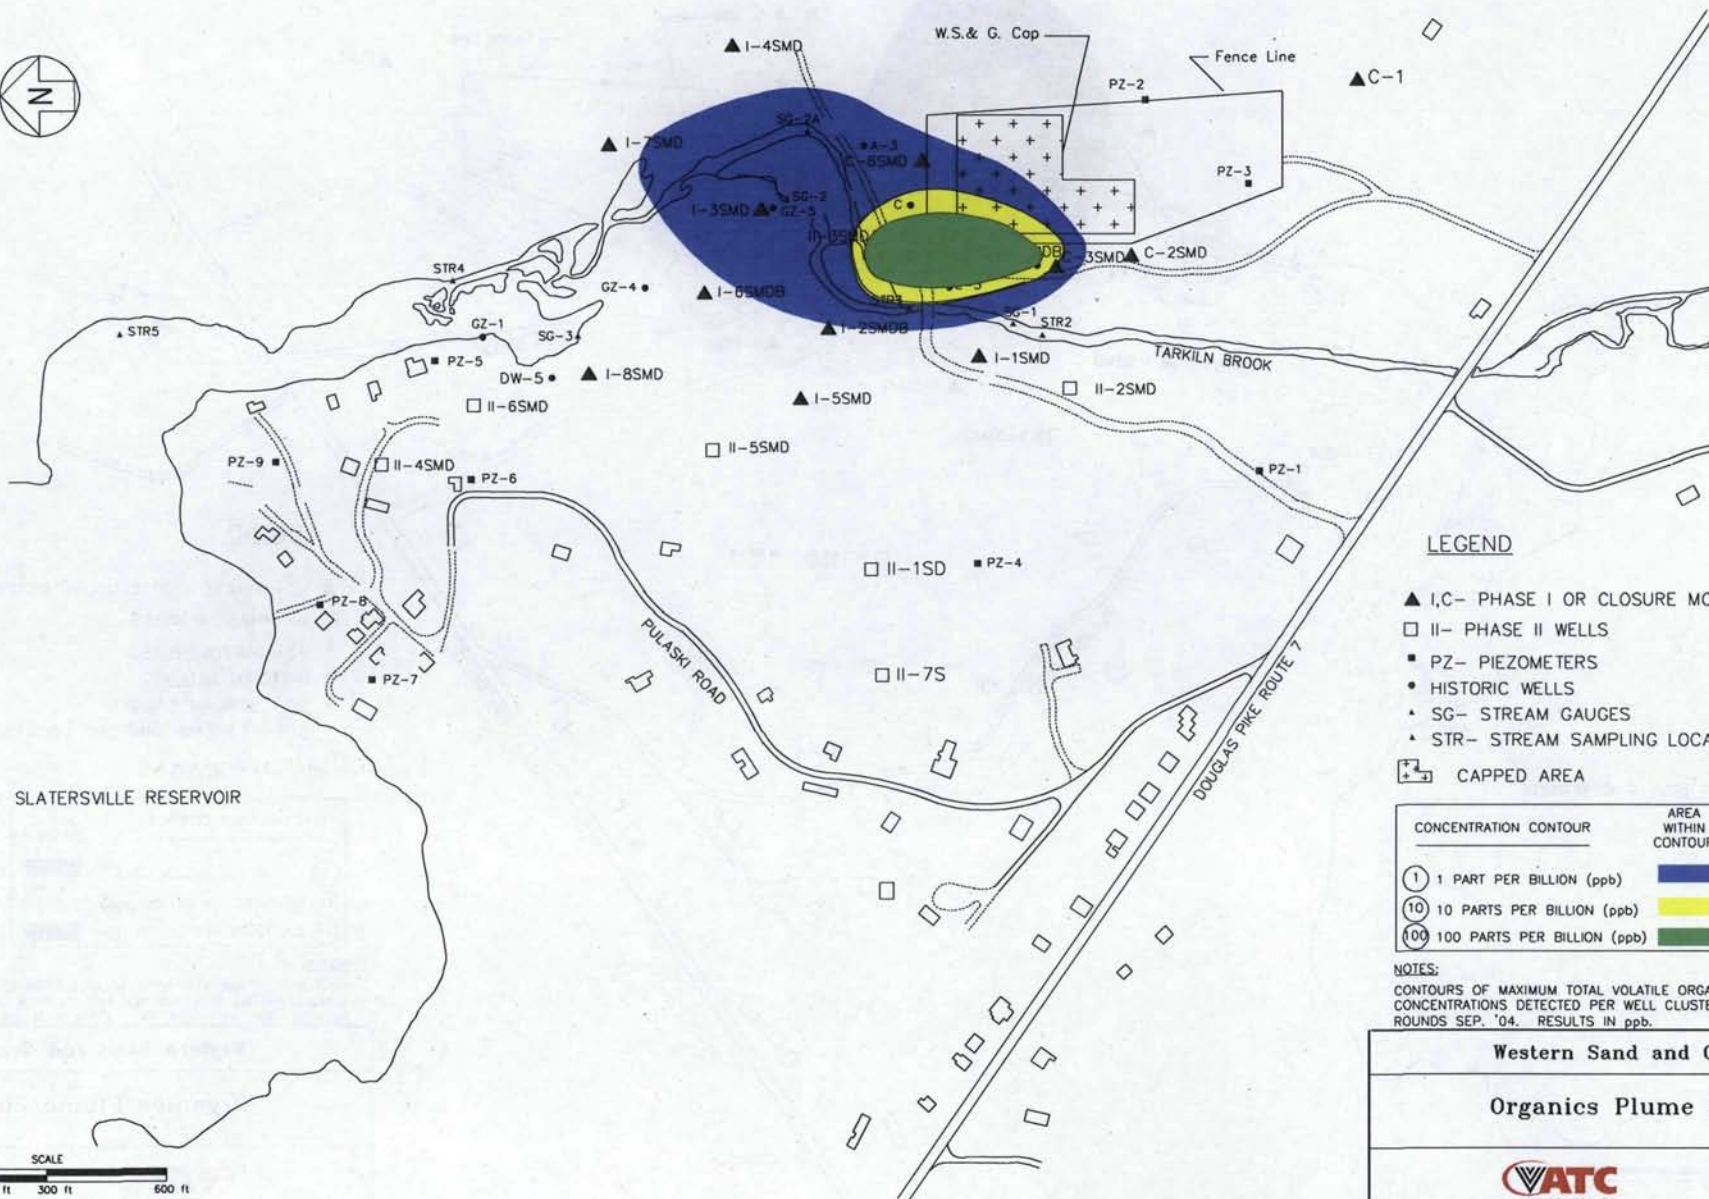 N
I-4SMD
W.S.& G. Cap
Fence Line
PZ-2
C-1
SG-2A
I-7SMD
A-3
C-6SMD
PZ-3
I-3SMD
SG-2
GZ-5
C
C-3SMD
C-2SMD
STR4
GZ-4
I-6SMDB
SG-1
STR2
STR5
GZ-1
SG-3
I-2SMDB
I-1SMD
TARKILN BROOK
PZ-5
DW-5
I-8SMD
II-2SMD
II-6SMD
I-5SMD
II-5SMD
PZ-9
II-4SMD
PZ-6
PZ-1
II-1SD
PZ-4
PZ-8
PULASKI ROAD
PZ-7
II-7S
DOUGLAS PIKE ROUTE 7
SLATERSVILLE RESERVOIR
LEGEND
I,C- PHASE I OR CLOSURE MO
II- PHASE II WELLS
PZ- PIEZOMETERS
HISTORIC WELLS
SG- STREAM GAUGES
STR- STREAM SAMPLING LOCA
CAPPED AREA
CONCENTRATION CONTOUR
AREA
WITHIN
CONTOUR
1 1 PART PER BILLION (ppb)
10 10 PARTS PER BILLION (ppb)
100 100 PARTS PER BILLION (ppb)
NOTES:
CONTOURS OF MAXIMUM TOTAL VOLATILE ORGA
CONCENTRATIONS DETECTED PER WELL CLUSTE
ROUNDS SEP. '04. RESULTS IN ppb.
Western Sand and G
Organics Plume
ATC
SCALE
ft 300 ft 600 ft